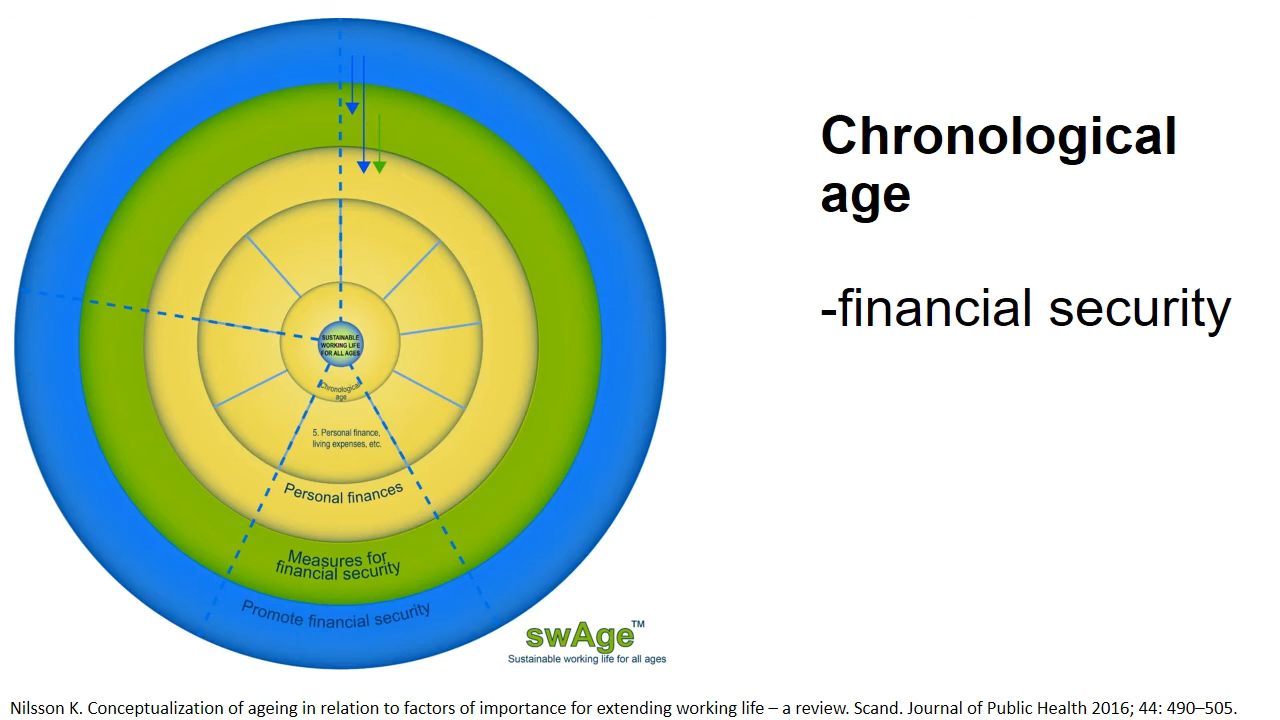 Chronological
age
-financial security
SUSTAINABLE
WORKING LIFE
FOR ALL AGES
Chronological
age
5. Personal finance,
living expenses, etc.
Personal finances
Measures for
financial security
Promote financial security
swAge™
Sustainable working life for all ages
Nilsson K. Conceptualization of ageing in relation to factors of importance for extending working life – a review. Scand. Journal of Public Health 2016; 44: 490–505.